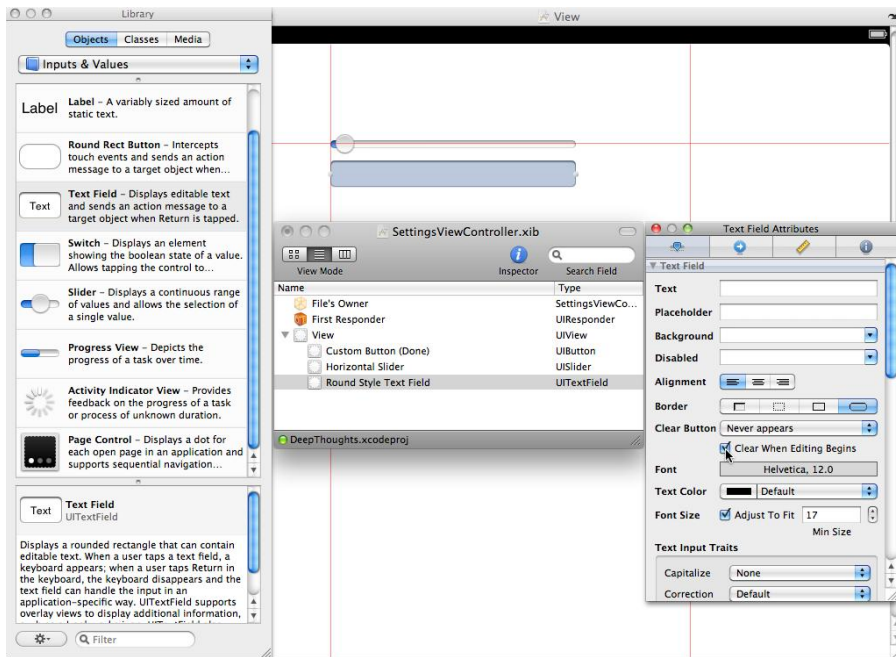 Library
Objects Classes Media
Inputs & Values
Label
Label – A variably sized amount of
static text.
Round Rect Button – Intercepts
touch events and sends an action
message to a target object when...
Text
Text Field – Displays editable text
and sends an action message to a
target object when Return is tapped.
Switch – Displays an element
showing the boolean state of a value.
Allows tapping the control to...
Slider – Displays a continuous range
of values and allows the selection of
a single value.
Progress View – Depicts the
progress of a task over time.
Activity Indicator View – Provides
feedback on the progress of a task
or process of unknown duration.
Page Control – Displays a dot for
each open page in an application and
supports sequential navigation...
Text
Text Field
UITextField
Displays a rounded rectangle that can contain
editable text. When a user taps a text field, a
keyboard appears; when a user taps Return in
the keyboard, the keyboard disappears and the
text field can handle the input in an
application-specific way. UITextField supports
overlay views to display additional information,
Filter
View
SettingsViewController.xib
View Mode Inspector Search Field
Name Type
File's Owner SettingsViewCo...
First Responder UIResponder
View UIView
Custom Button (Done) UIButton
Horizontal Slider UISlider
Round Style Text Field UITextField
DeepThoughts.xcodeproj
Text Field Attributes
Text Field
Text
Placeholder
Background
Disabled
Alignment
Border
Clear Button Never appears
Clear When Editing Begins
Font Helvetica, 12.0
Text Color Default
Font Size Adjust To Fit 17
Min Size
Text Input Traits
Capitalize None
Correction Default